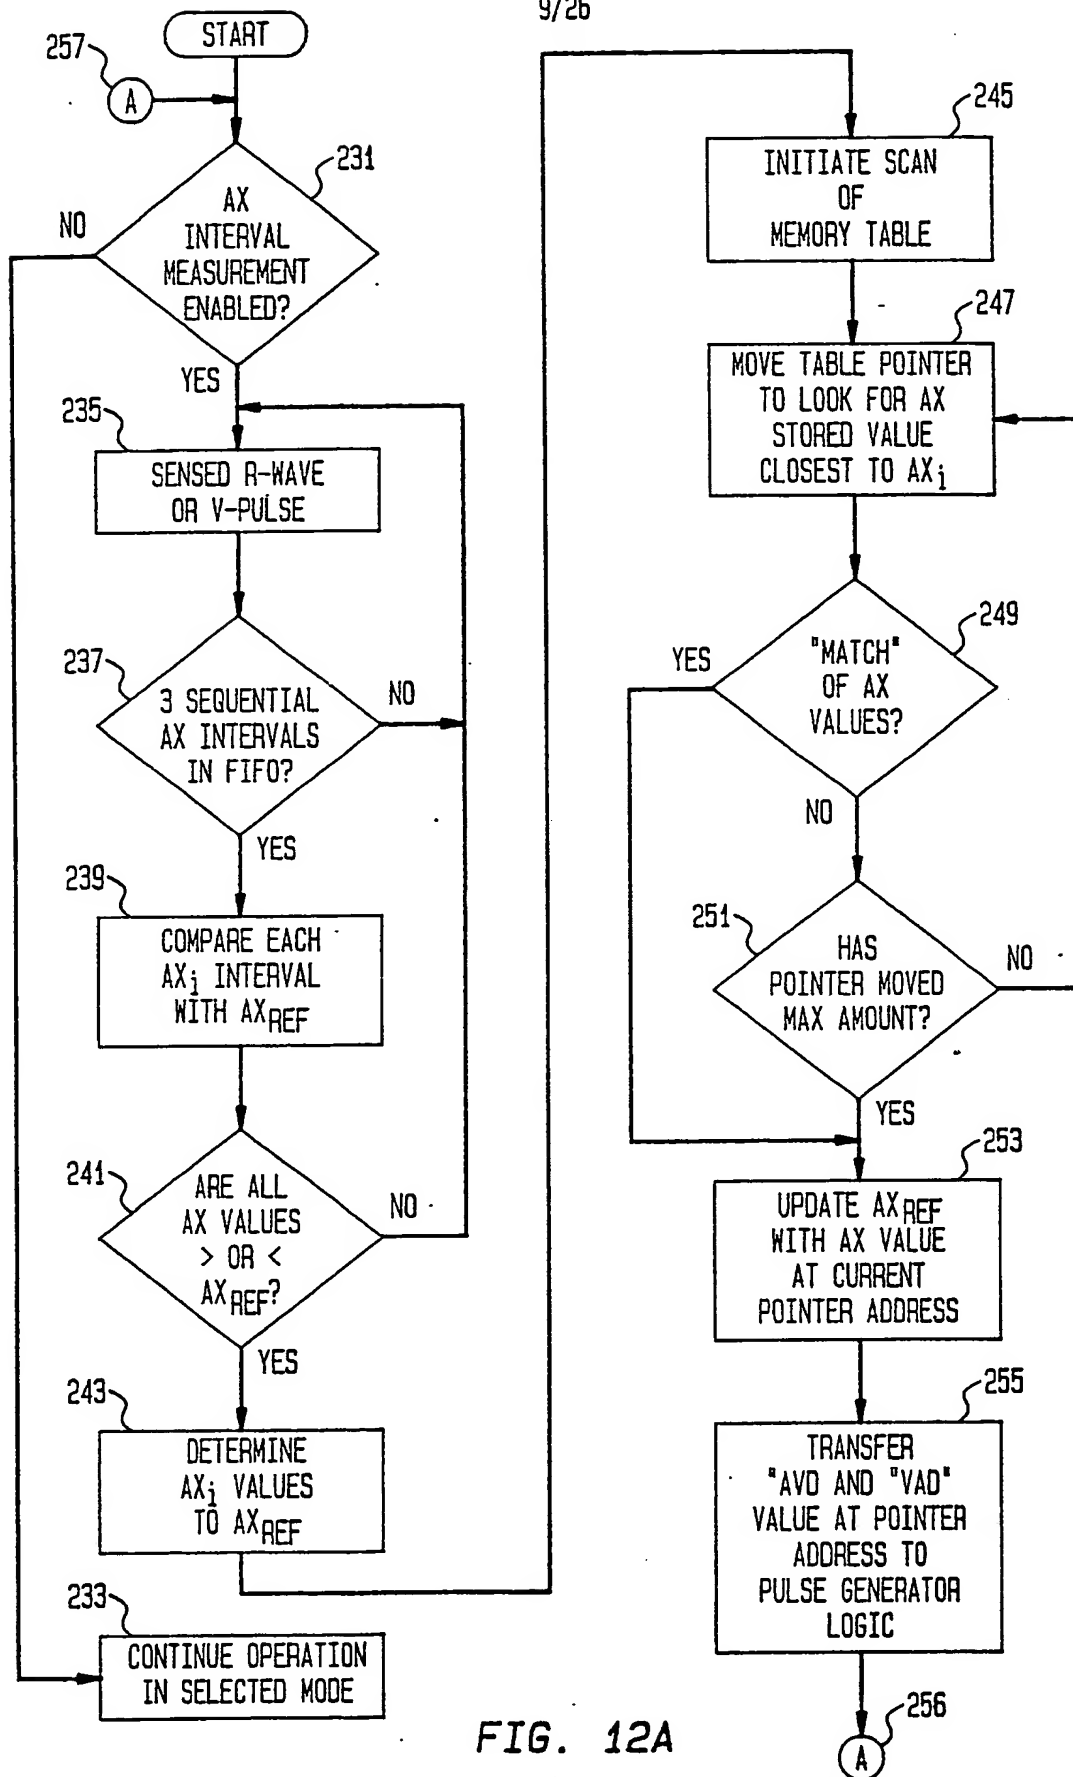 9/26
START
257
A
231
AX
INTERVAL
MEASUREMENT
ENABLED?
NO
YES
235
SENSED R-WAVE
OR V-PULSE
237
3 SEQUENTIAL
AX INTERVALS
IN FIFO?
NO
YES
239
COMPARE EACH
AXi INTERVAL
WITH AXREF
241
ARE ALL
AX VALUES
> OR <
AXREF?
NO
YES
243
DETERMINE
AXi VALUES
TO AXREF
233
CONTINUE OPERATION
IN SELECTED MODE
245
INITIATE SCAN
OF
MEMORY TABLE
247
MOVE TABLE POINTER
TO LOOK FOR AX
STORED VALUE
CLOSEST TO AXi
249
"MATCH"
OF AX
VALUES?
YES
NO
251
HAS
POINTER MOVED
MAX AMOUNT?
NO
YES
253
UPDATE AXREF
WITH AX VALUE
AT CURRENT
POINTER ADDRESS
255
TRANSFER
"AVD AND "VAD"
VALUE AT POINTER
ADDRESS TO
PULSE GENERATOR
LOGIC
256
A
FIG. 12A